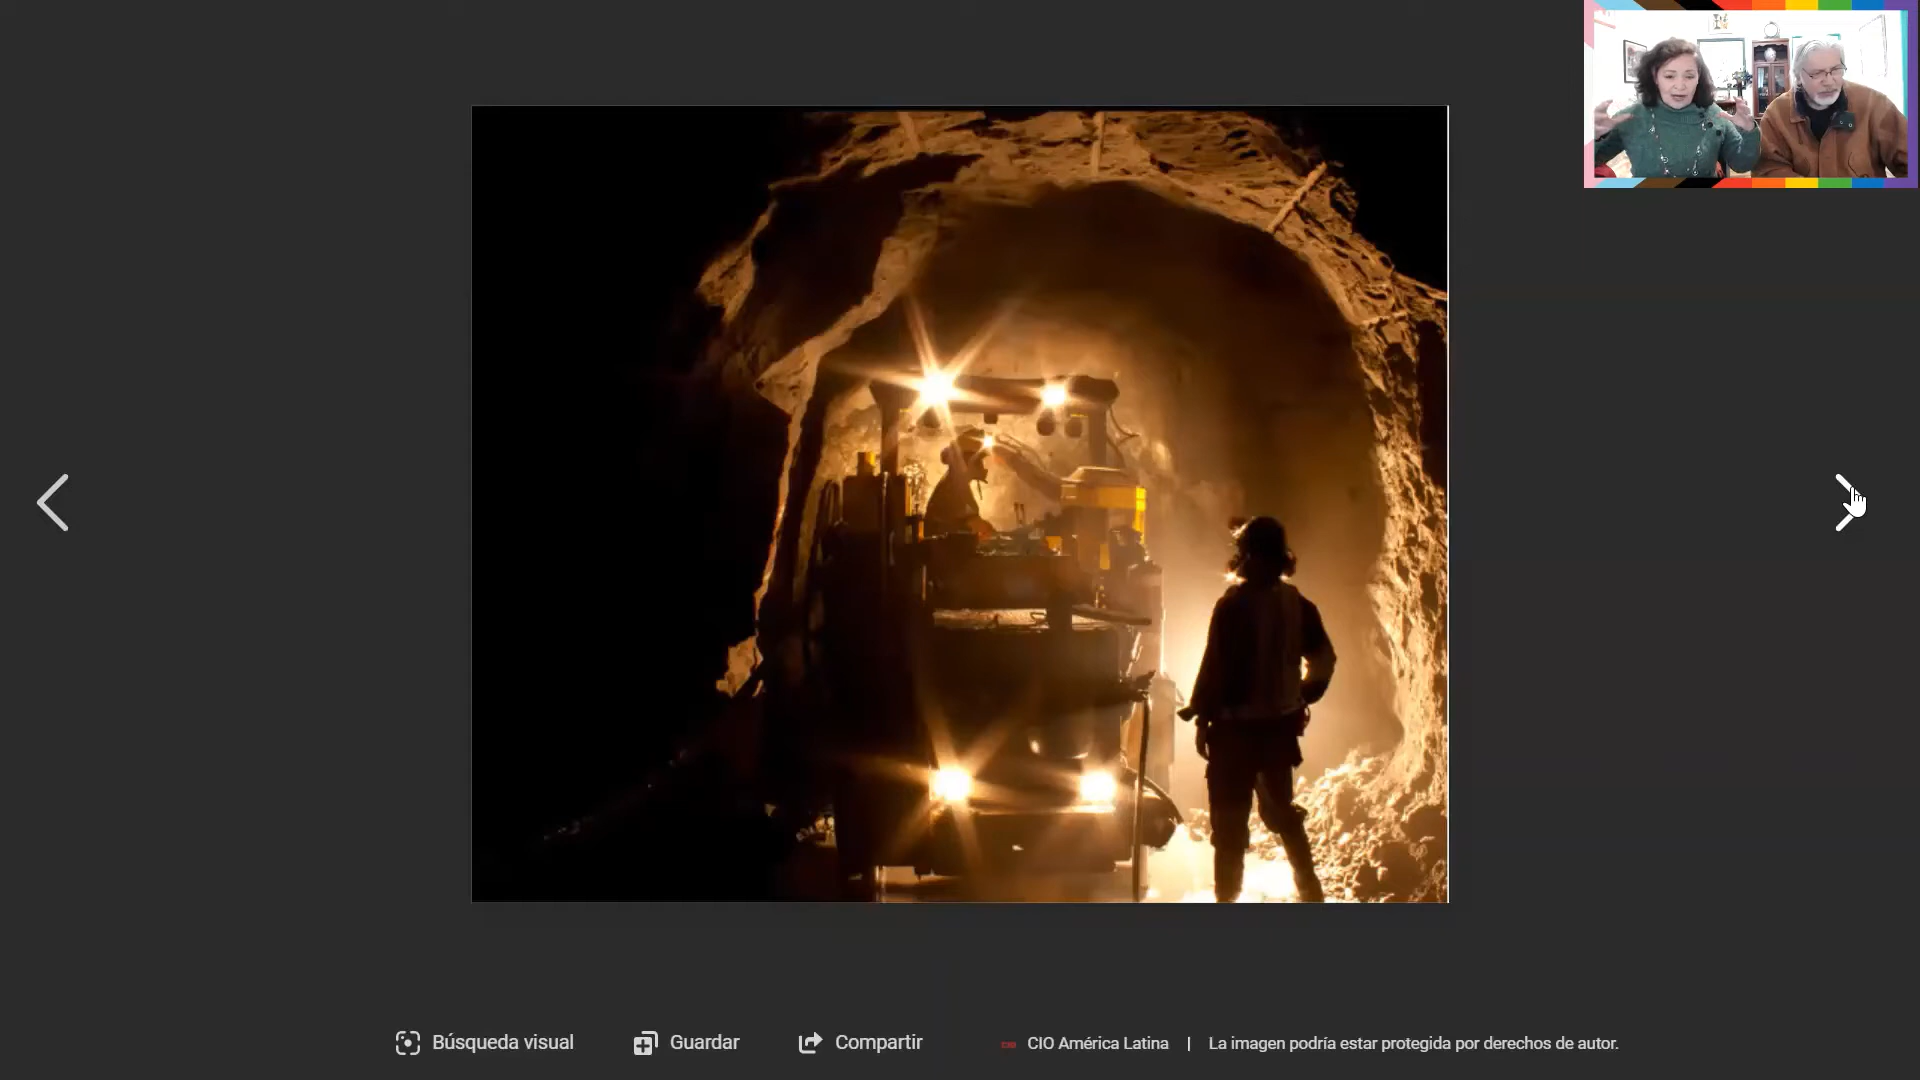 Búsqueda visual
Guardar
Compartir
CIO América Latina | La imagen podría estar protegida por derechos de autor.